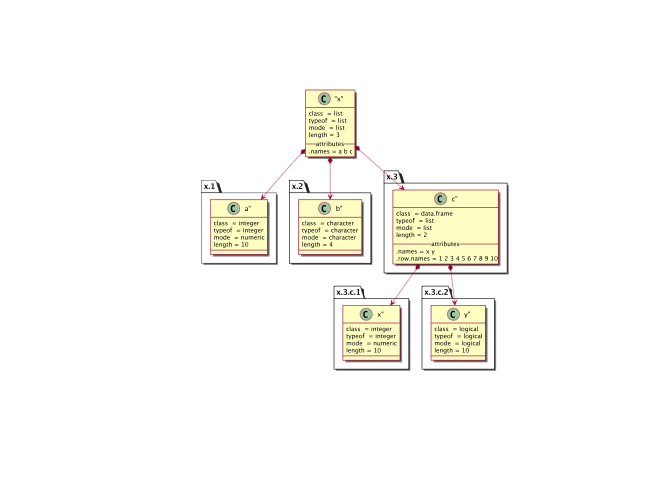 C "x"
class = list
typeof = list
mode = list
length = 3
attributes
.names = a b c
x.1
C a"
class = integer
typeof = integer
mode = numeric
length = 10
x.2
C b"
class = character
typeof = character
mode = character
length = 4
x.3
C c"
class = data.frame
typeof = list
mode = list
length = 2
attributes
.names = x y
.row.names = 1 2 3 4 5 6 7 8 9 10
x.3.c.1
C x"
class = integer
typeof = integer
mode = numeric
length = 10
x.3.c.2
C y"
class = logical
typeof = logical
mode = logical
length = 10